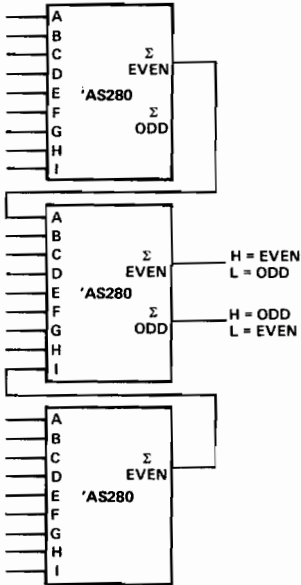 A
B
C
D
E
F
G
H
I
Σ
EVEN
'AS280
Σ
ODD
A
B
C
D
E
F
G
H
I
Σ
EVEN
'AS280
Σ
ODD
H = EVEN
L = ODD
H = ODD
L = EVEN
A
B
C
D
E
F
G
H
I
Σ
EVEN
'AS280